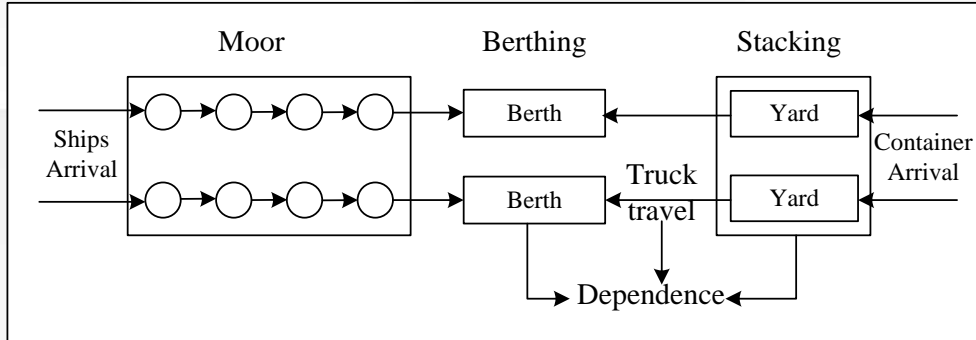 Moor
Berthing
Stacking
Berth
Yard
Ships
Arrival
Container
Arrival
Truck
travel
Berth
Yard
Dependence